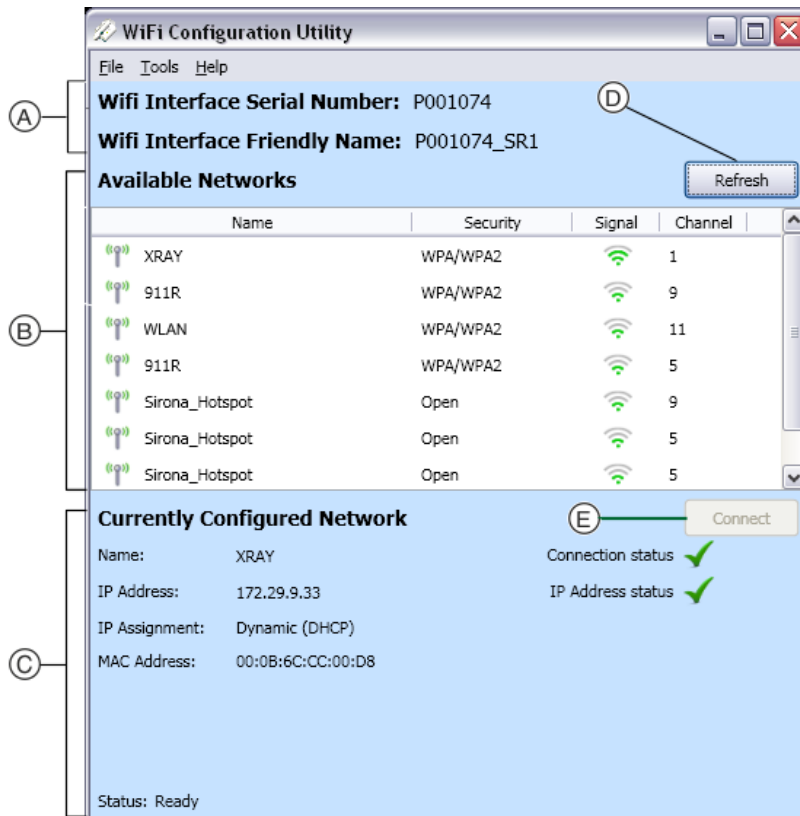 WiFi Configuration Utility
File Tools Help
A
Wifi Interface Serial Number: P001074
D
Wifi Interface Friendly Name: P001074_SR1
Available Networks
Refresh
Name Security Signal Channel
XRAY WPA/WPA2 1
911R WPA/WPA2 9
B
WLAN WPA/WPA2 11
911R WPA/WPA2 5
Sirona_Hotspot Open 9
Sirona_Hotspot Open 5
Sirona_Hotspot Open 5
Currently Configured Network
E
Connect
Name: XRAY Connection status
IP Address: 172.29.9.33 IP Address status
IP Assignment: Dynamic (DHCP)
C
MAC Address: 00:0B:6C:CC:00:D8
Status: Ready